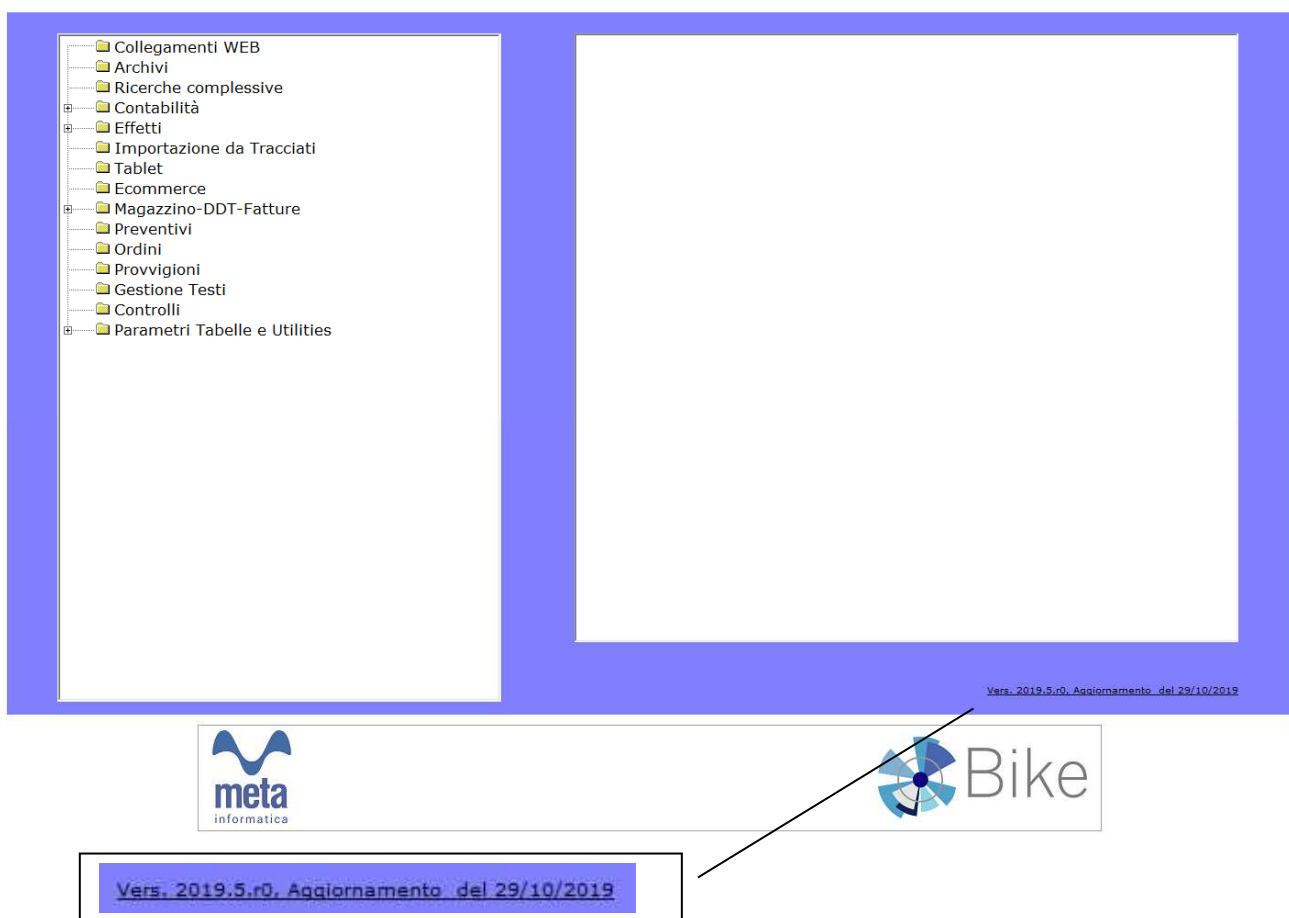 Collegamenti WEB
Archivi
Ricerche complessive
Contabilità
Effetti
Importazione da Tracciati
Tablet
Ecommerce
Magazzino-DDT-Fatture
Preventivi
Ordini
Provvigioni
Gestione Testi
Controlli
Parametri Tabelle e Utilities
Vers. 2019.5.r0, Aggiornamento del 29/10/2019
meta
informatica
Bike
Vers. 2019.5.r0, Aggiornamento del 29/10/2019